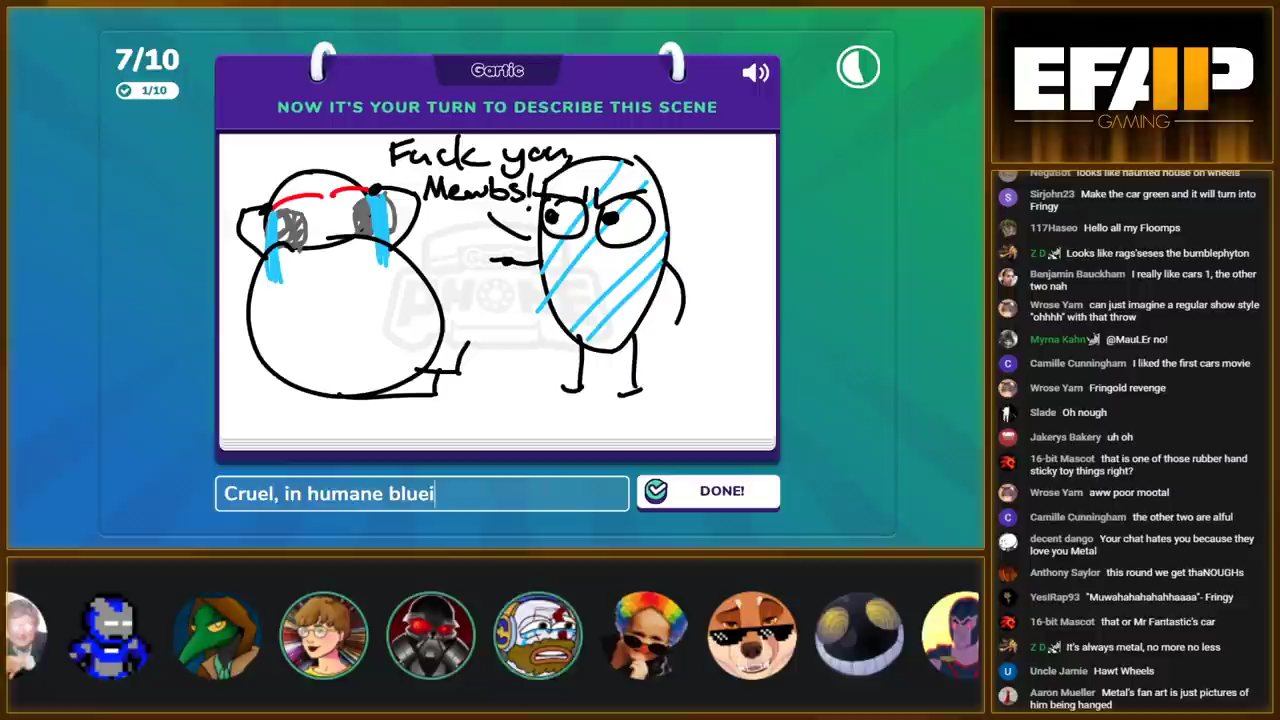 7/10
1/10
Gartic
NOW IT'S YOUR TURN TO DESCRIBE THIS SCENE
Fuck you
Mewbs!
Cruel, in humane bluei
DONE!
EFAP
GAMING
NegaBot looks like haunted house on wheels
Sirjohn23 Make the car green and it will turn into
Fringy
117Haseo Hello all my Floomps
Z D Looks like rags'seses the bumblephyton
Benjamin Bauckham I really like cars 1, the other
two nah
Wrose Yam can just imagine a regular show style
"ohhhh" with that throw
Myrna Kahn @MauLEr no!
Camille Cunningham I liked the first cars movie
Wrose Yam Fringold revenge
Slade Oh nough
Jakerys Bakery uh oh
16-bit Mascot that is one of those rubber hand
sticky toy things right?
Wrose Yam aww poor mootal
Camille Cunningham the other two are alful
decent dango Your chat hates you because they
love you Metal
Anthony Saylor this round we get thaNOUGHs
YesIRap93 "Muwahahahahhaaaa"- Fringy
16-bit Mascot that or Mr Fantastic's car
Z D It's always metal, no more no less
Uncle Jamie Hawt Wheels
Aaron Mueller Metal's fan art is just pictures of
him being hanged